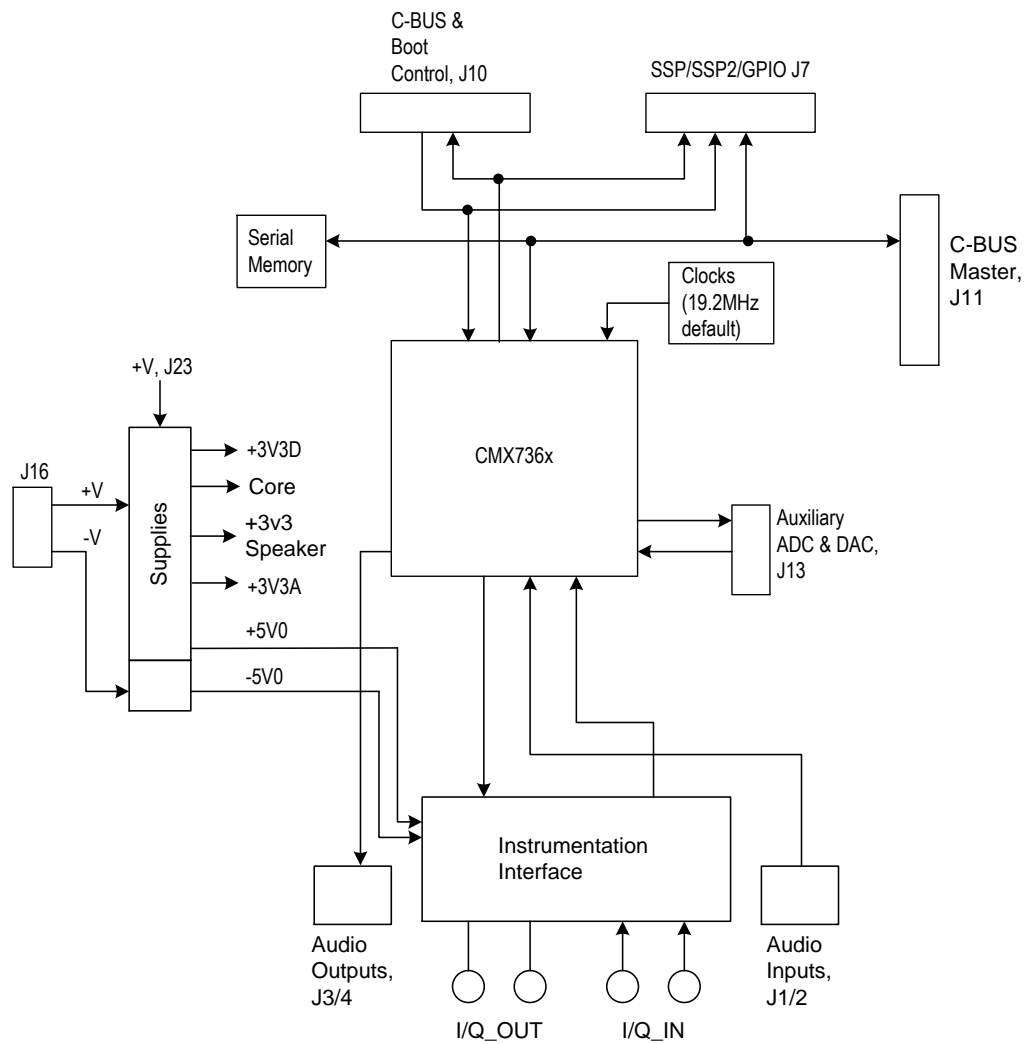 C-BUS &
Boot
Control, J10
SSP/SSP2/GPIO J7
Serial
Memory
Clocks
(19.2MHz
default)
C-BUS
Master,
J11
+V, J23
J16
+V
-V
Supplies
+3V3D
Core
+3v3
Speaker
+3V3A
+5V0
-5V0
CMX736x
Auxiliary
ADC & DAC,
J13
Instrumentation
Interface
Audio
Outputs,
J3/4
I/Q_OUT
I/Q_IN
Audio
Inputs,
J1/2